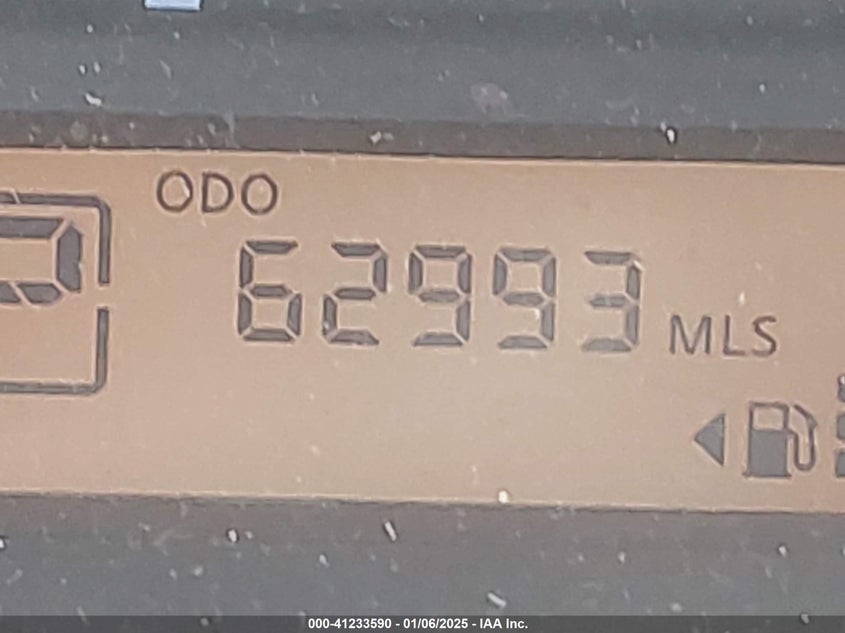 ODO
P
62993 MLS
000-41233590 - 01/06/2025 - IAA Inc.